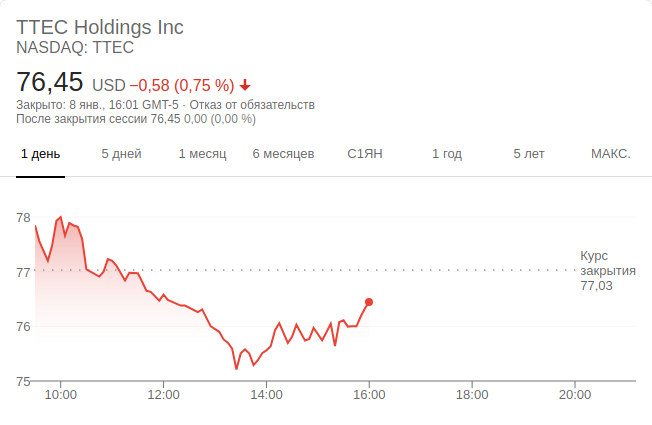 TTEC Holdings Inc
NASDAQ: TTEC
76,45 USD −0,58 (0,75 %)
Закрыто: 8 янв., 16:01 GMT-5 · Отказ от обязательств
После закрытия сессии 76,45 0,00 (0,00 %)
1 день 5 дней 1 месяц 6 месяцев С1ЯН 1 год 5 лет МАКС.
78
77
76
75
Курс
закрытия
77,03
10:00 12:00 14:00 16:00 18:00 20:00